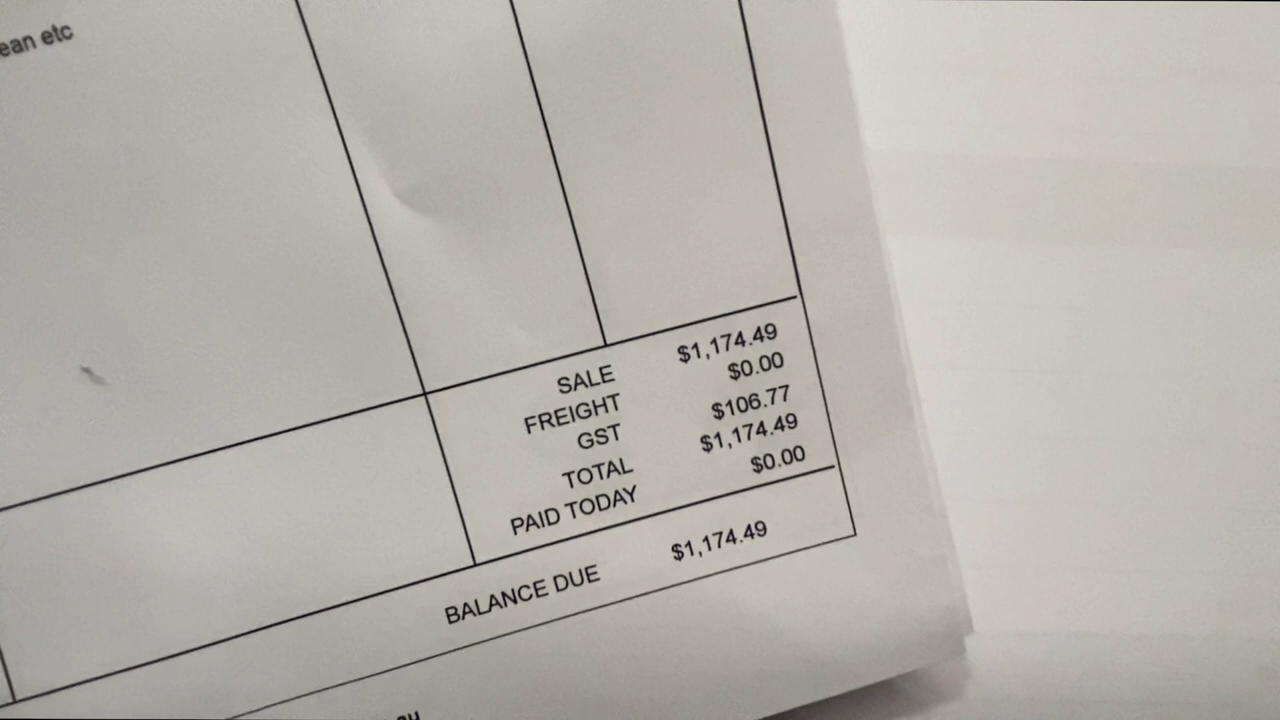 etc
SALE $1,174.49
FREIGHT $0.00
GST $106.77
TOTAL $1,174.49
PAID TODAY $0.00
BALANCE DUE $1,174.49